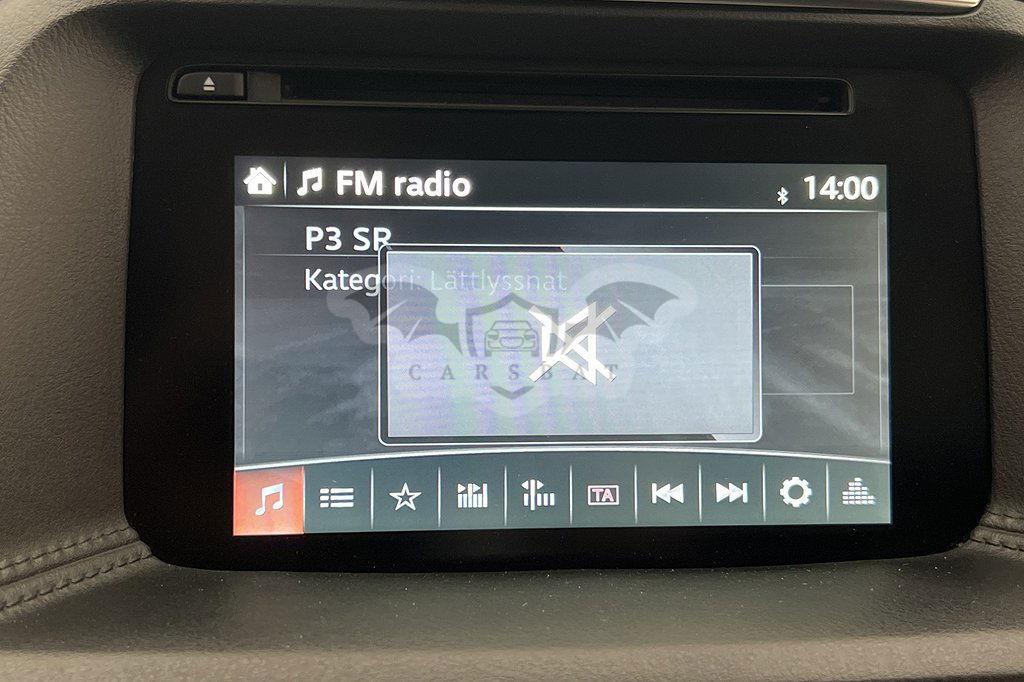 FM radio
14:00
P3 SR
Kategori: Lättlyssnat
CARSBAT
TA